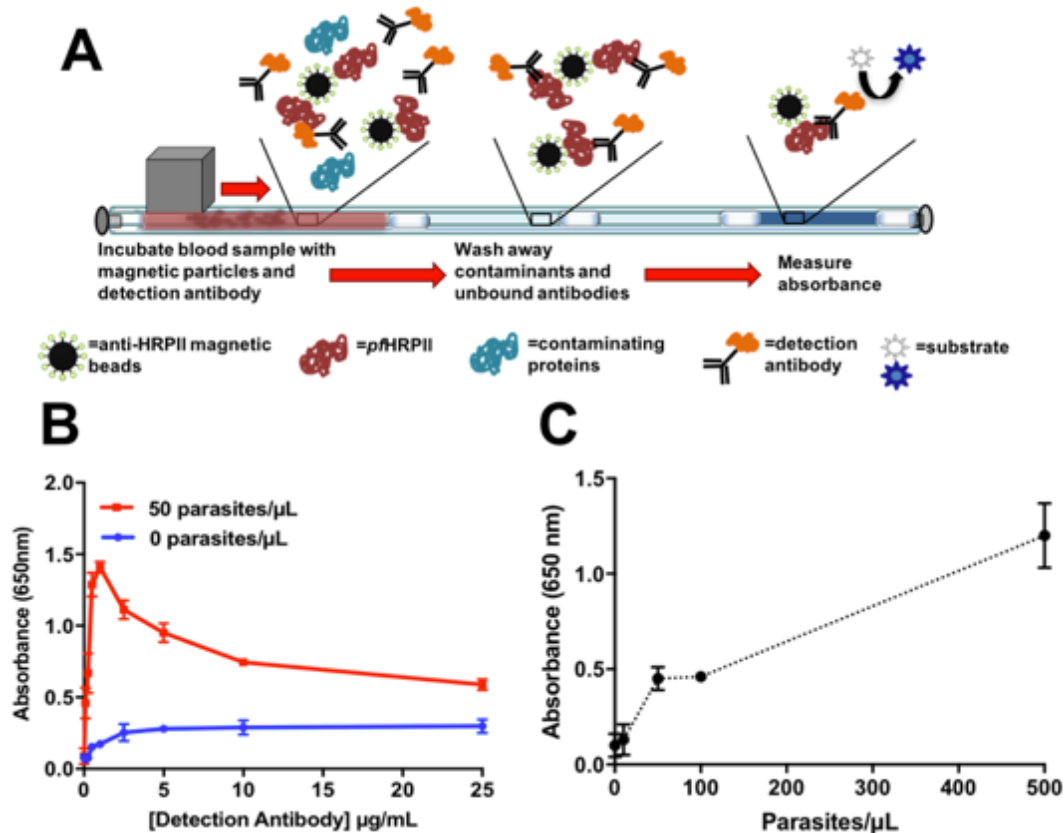 A
Incubate blood sample with
magnetic particles and
detection antibody
Wash away
contaminants and
unbound antibodies
Measure
absorbance
=anti-HRPII magnetic
beads
=pfHRPII
=contaminating
proteins
=detection
antibody
=substrate
B
Absorbance (650nm)
2.0
1.5
1.0
0.5
0.0
50 parasites/µL
0 parasites/µL
0 5 10 15 20 25
[Detection Antibody] µg/mL
C
Absorbance (650 nm)
1.5
1.0
0.5
0.0
0 100 200 300 400 500
Parasites/µL